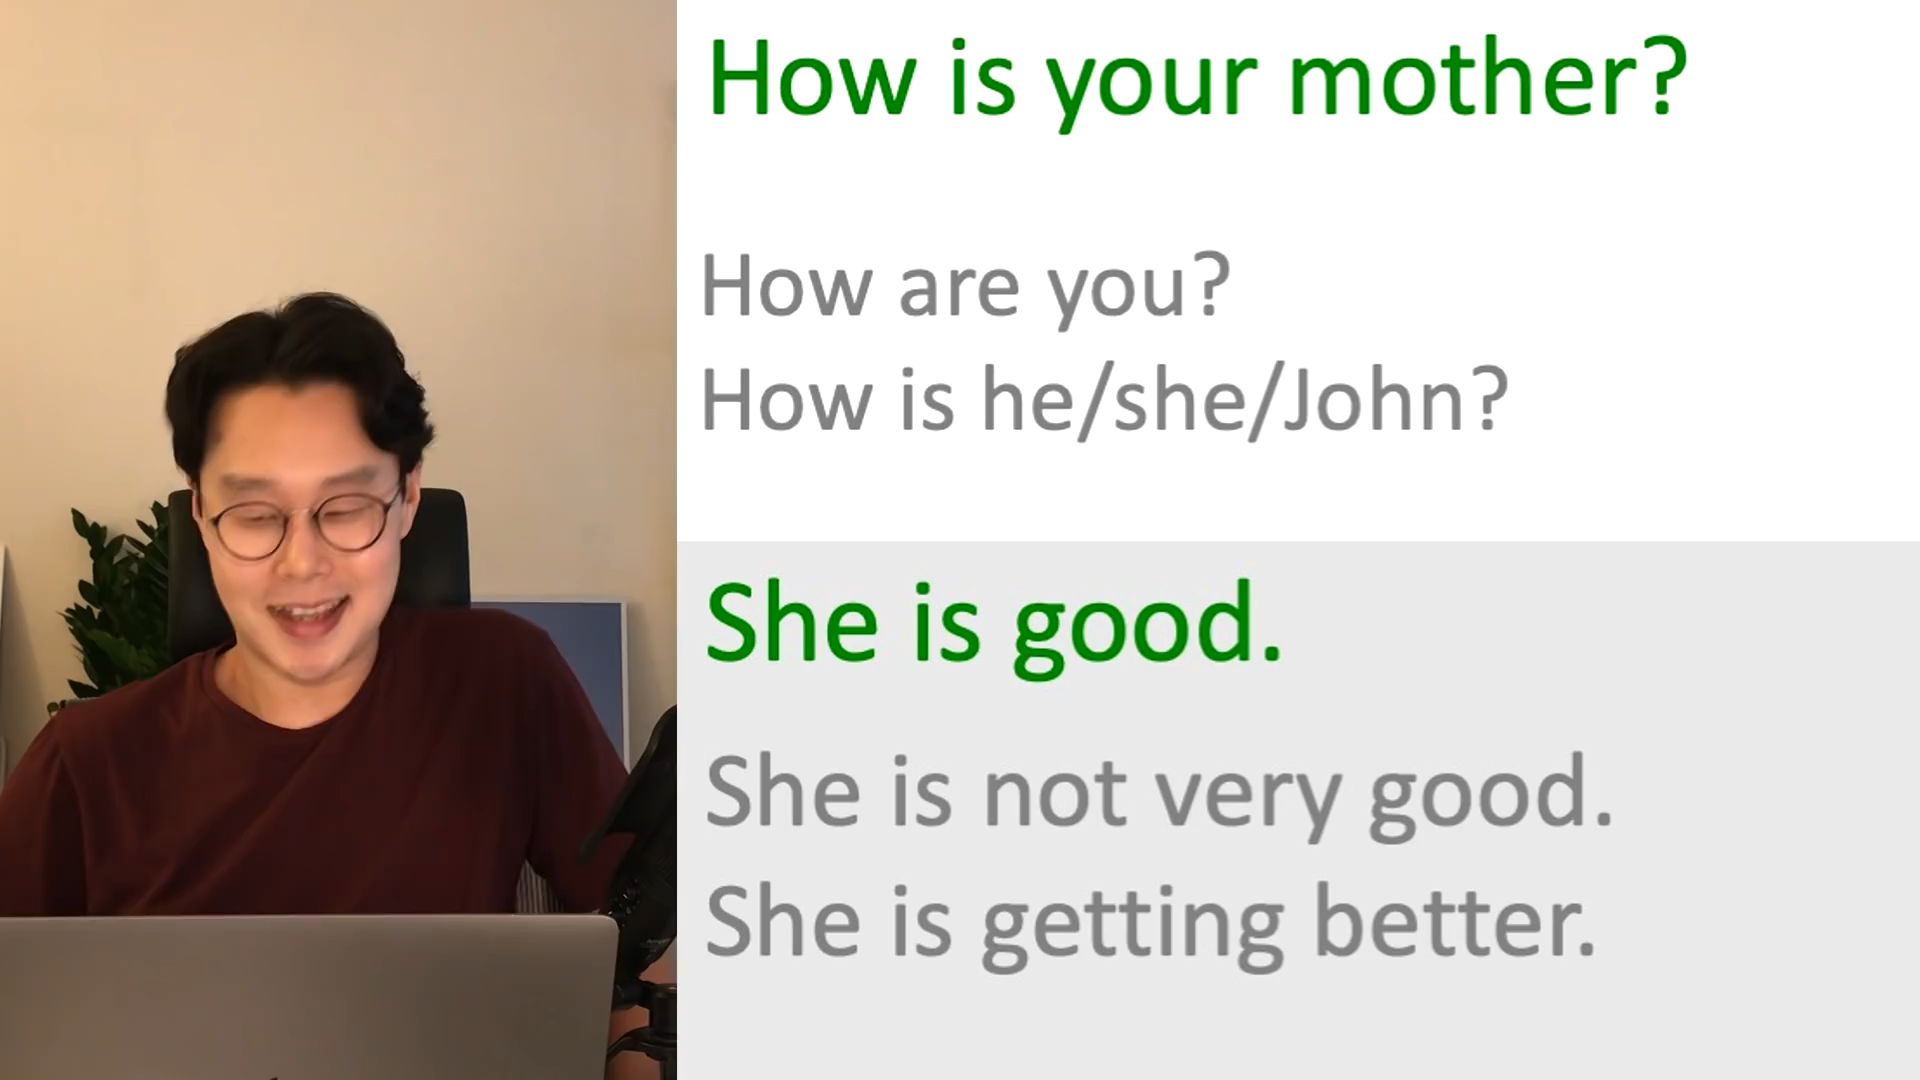 How is your mother?
How are you?
How is he/she/John?
She is good.
She is not very good.
She is getting better.